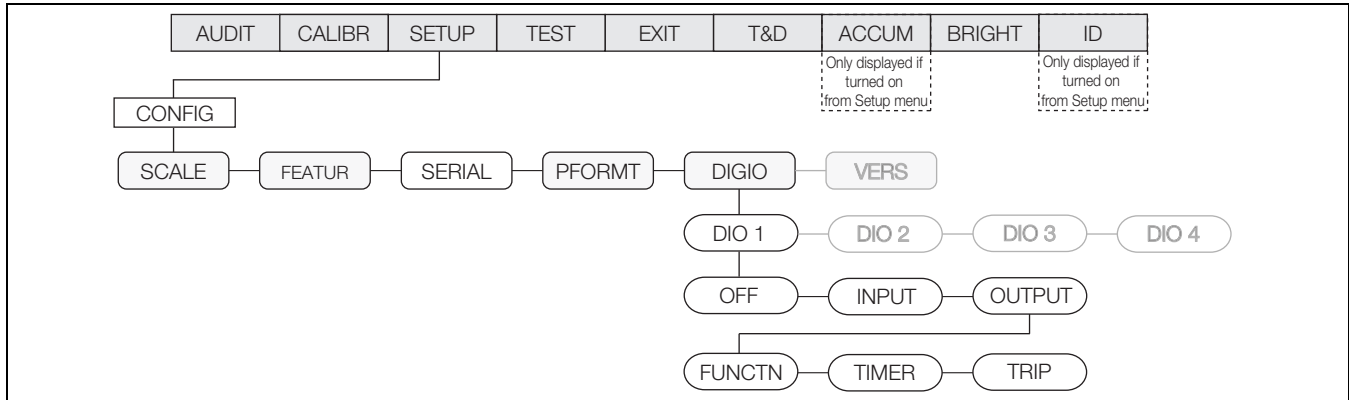 AUDIT CALIBR SETUP TEST EXIT T&D ACCUM BRIGHT ID
Only displayed if
turned on
from Setup menu
Only displayed if
turned on
from Setup menu
CONFIG
SCALE FEATUR SERIAL PFORMT DIGIO VERS
DIO 1 DIO 2 DIO 3 DIO 4
OFF INPUT OUTPUT
FUNCTN TIMER TRIP